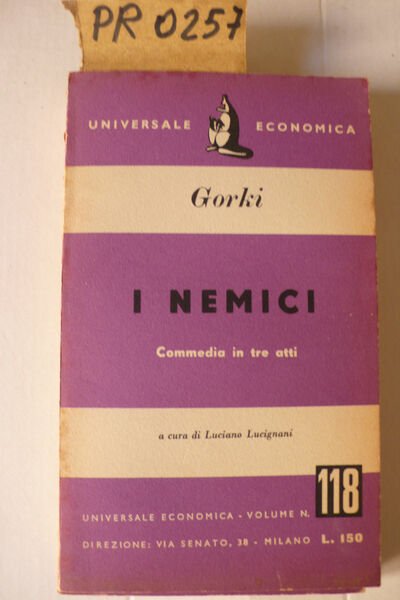 PR 0257
UNIVERSALE ECONOMICA
Gorki
I NEMICI
Commedia in tre atti
a cura di Luciano Lucignani
UNIVERSALE ECONOMICA - VOLUME N. 118
DIREZIONE: VIA SENATO, 38 - MILANO L. 150